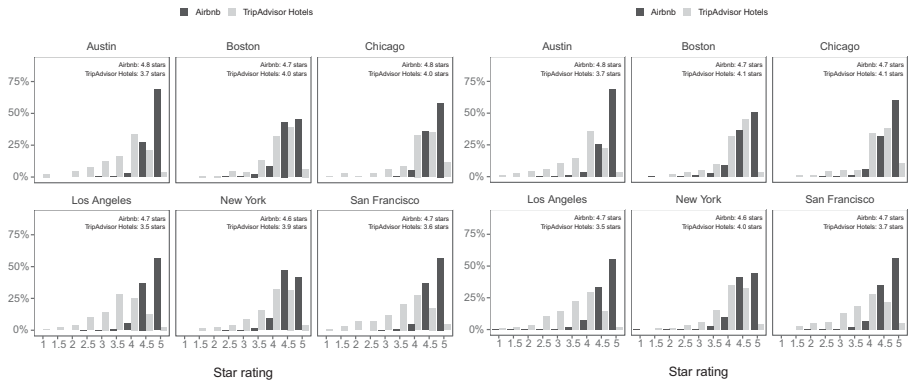 Airbnb TripAdvisor Hotels
Austin Boston Chicago
Airbnb: 4.8 stars
TripAdvisor Hotels: 3.7 stars
Airbnb: 4.7 stars
TripAdvisor Hotels: 4.0 stars
Airbnb: 4.8 stars
TripAdvisor Hotels: 4.0 stars
75%
50%
25%
0%
Los Angeles New York San Francisco
Airbnb: 4.7 stars
TripAdvisor Hotels: 3.5 stars
Airbnb: 4.6 stars
TripAdvisor Hotels: 3.9 stars
Airbnb: 4.7 stars
TripAdvisor Hotels: 3.6 stars
75%
50%
25%
0%
1 1.5 2 2.5 3 3.5 4 4.5 5 1 1.5 2 2.5 3 3.5 4 4.5 5 1 1.5 2 2.5 3 3.5 4 4.5 5
Star rating
Airbnb TripAdvisor Hotels
Austin Boston Chicago
Airbnb: 4.8 stars
TripAdvisor Hotels: 3.7 stars
Airbnb: 4.7 stars
TripAdvisor Hotels: 4.1 stars
Airbnb: 4.7 stars
TripAdvisor Hotels: 4.1 stars
75%
50%
25%
0%
Los Angeles New York San Francisco
Airbnb: 4.7 stars
TripAdvisor Hotels: 3.5 stars
Airbnb: 4.6 stars
TripAdvisor Hotels: 4.0 stars
Airbnb: 4.7 stars
TripAdvisor Hotels: 3.7 stars
75%
50%
25%
0%
1 1.5 2 2.5 3 3.5 4 4.5 5 1 1.5 2 2.5 3 3.5 4 4.5 5 1 1.5 2 2.5 3 3.5 4 4.5 5
Star rating